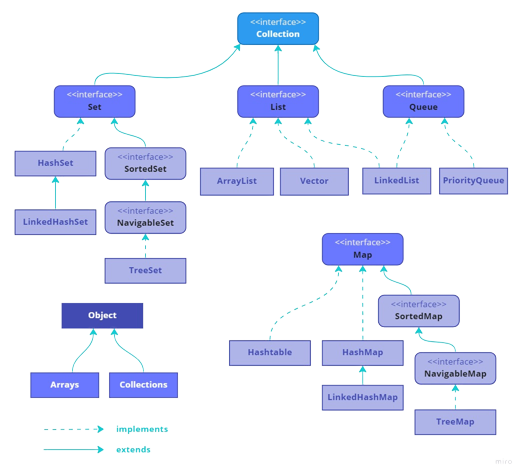 <<interface>>
Collection
<<interface>>
Set
<<interface>>
List
<<interface>>
Queue
HashSet
<<interface>>
SortedSet
ArrayList
Vector
LinkedList
PriorityQueue
LinkedHashSet
<<interface>>
NavigableSet
TreeSet
<<interface>>
Map
Object
<<interface>>
SortedMap
Hashtable
HashMap
<<interface>>
NavigableMap
Arrays
Collections
LinkedHashMap
TreeMap
implements
extends
miro